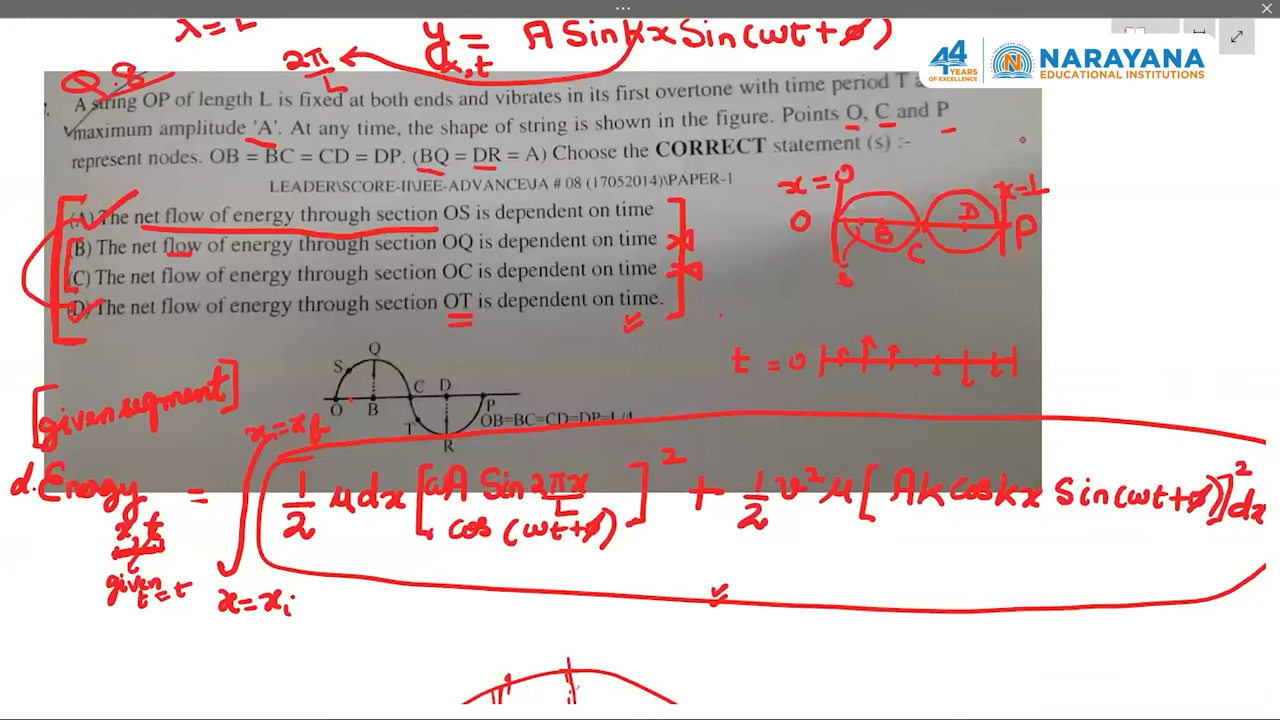 λ = L
2π/L
y x,t = A Sin kx Sin(ωt+φ)
44 YEARS OF EXCELLENCE
NARAYANA
EDUCATIONAL INSTITUTIONS
Q 8
A string OP of length L is fixed at both ends and vibrates in its first overtone with time period T
maximum amplitude 'A'. At any time, the shape of string is shown in the figure. Points O, C and P
represent nodes. OB = BC = CD = DP. (BQ = DR = A) Choose the CORRECT statement (s) :-
LEADER\SCORE-II\JEE-ADVANCE\JA # 08 (17052014)\PAPER-1
(A) The net flow of energy through section OS is dependent on time
(B) The net flow of energy through section OQ is dependent on time
(C) The net flow of energy through section OC is dependent on time
(D) The net flow of energy through section OT is dependent on time.
x = 0
x = L
O
B
C
D
P
t = 0
S
Q
O
B
C
D
P
T
R
OB=BC=CD=DP=L/4
[given segment]
d. Energy x, t = ∫ x=xi x=xf 1/2 μdx [ωA Sin 2πx/L cos(ωt+φ)]² + 1/2 v²μ [Ak cos kx Sin(ωt+φ)]² dx
given t=t